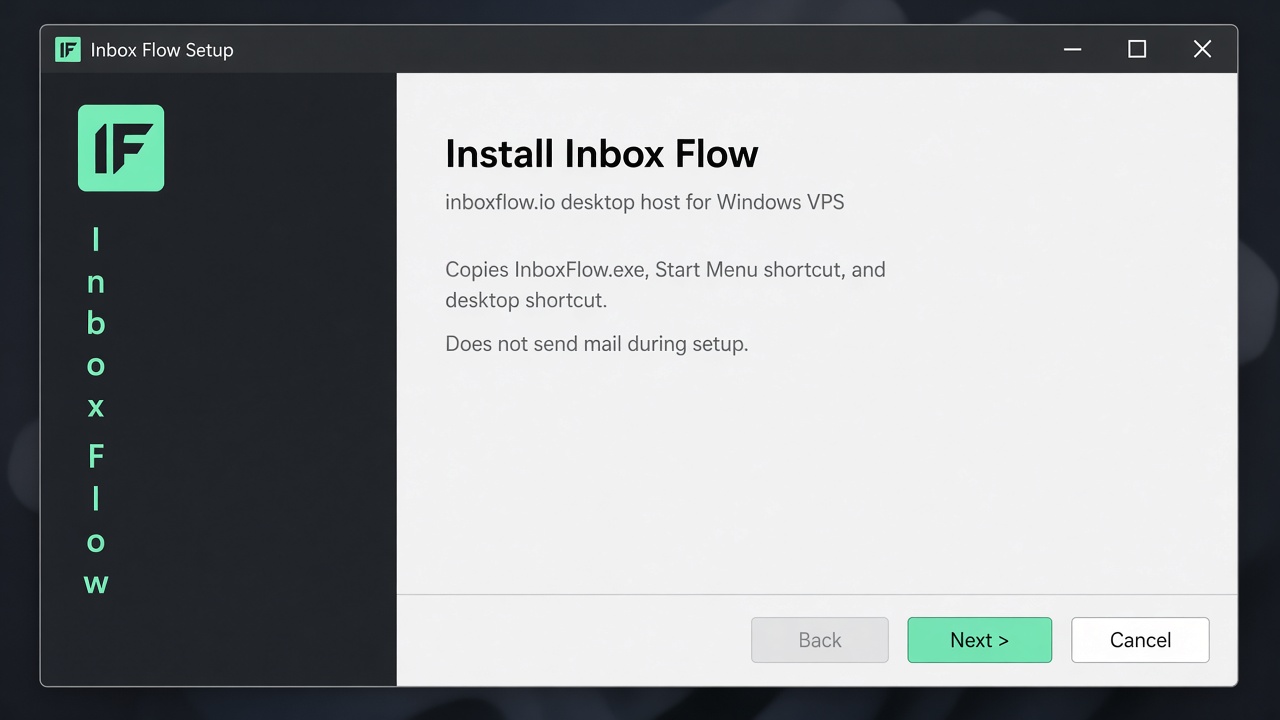 IF Inbox Flow Setup
IF
I
n
b
o
x
F
l
o
w
Install Inbox Flow
inboxflow.io desktop host for Windows VPS
Copies InboxFlow.exe, Start Menu shortcut, and
desktop shortcut.
Does not send mail during setup.
Back Next > Cancel